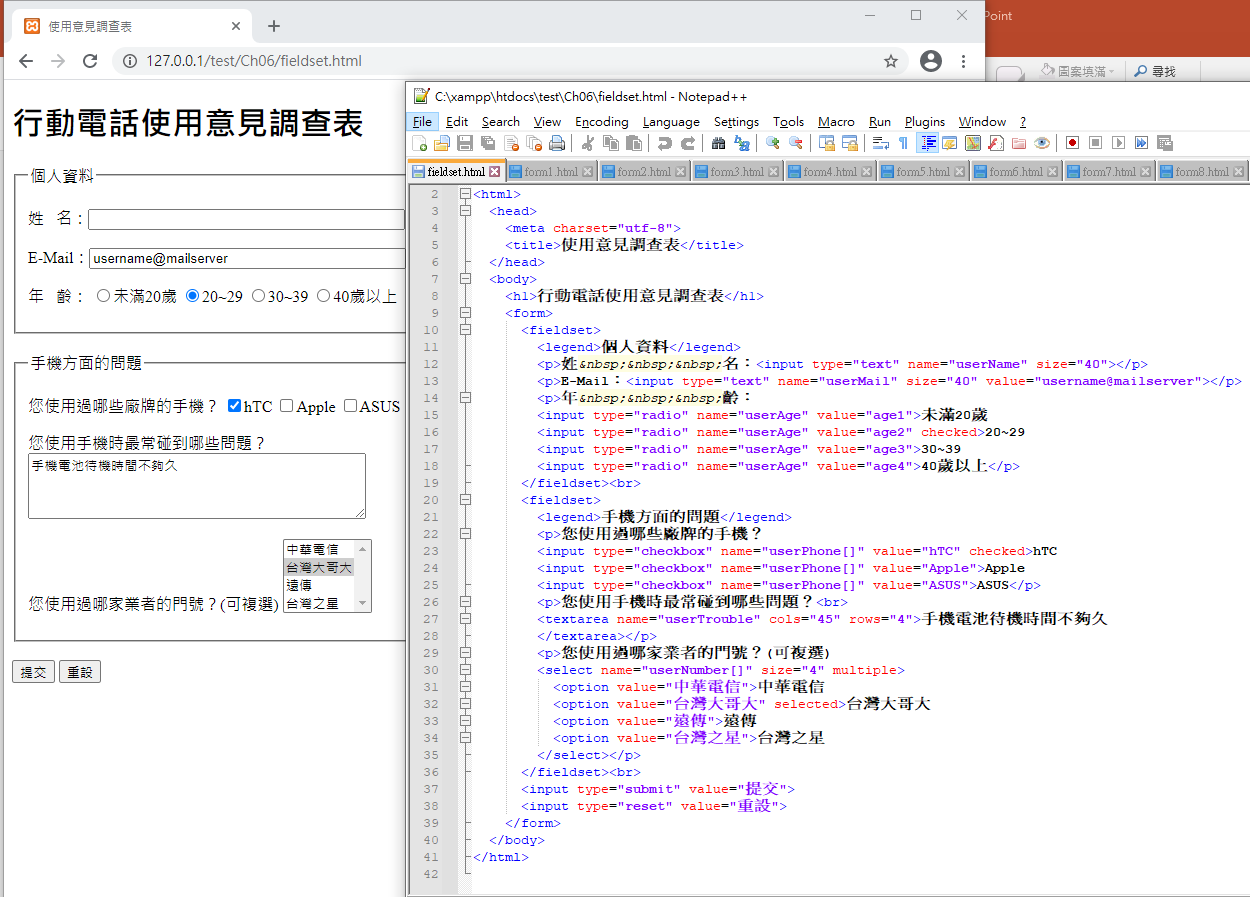 使用意見調查表
Point
127.0.0.1/test/Ch06/fieldset.html
圖案填滿
尋找
行動電話使用意見調查表
個人資料
姓 名：
E-Mail：username@mailserver
年 齡： 未滿20歲 20~29 30~39 40歲以上
手機方面的問題
您使用過哪些廠牌的手機？ hTC Apple ASUS
您使用手機時最常碰到哪些問題？
手機電池待機時間不夠久
中華電信
台灣大哥大
遠傳
台灣之星
您使用過哪家業者的門號？(可複選)
提交 重設
C:\xampp\htdocs\test\Ch06\fieldset.html - Notepad++
File Edit Search View Encoding Language Settings Tools Macro Run Plugins Window ?
fieldset.html form1.html form2.html form3.html form4.html form5.html form6.html form7.html form8.html
2 <html>
3 <head>
4 <meta charset="utf-8">
5 <title>使用意見調查表</title>
6 </head>
7 <body>
8 <h1>行動電話使用意見調查表</h1>
9 <form>
10 <fieldset>
11 <legend>個人資料</legend>
12 <p>姓&nbsp;&nbsp;&nbsp;名：<input type="text" name="userName" size="40"></p>
13 <p>E-Mail：<input type="text" name="userMail" size="40" value="username@mailserver"></p>
14 <p>年&nbsp;&nbsp;&nbsp;齡：
15 <input type="radio" name="userAge" value="age1">未滿20歲
16 <input type="radio" name="userAge" value="age2" checked>20~29
17 <input type="radio" name="userAge" value="age3">30~39
18 <input type="radio" name="userAge" value="age4">40歲以上</p>
19 </fieldset><br>
20 <fieldset>
21 <legend>手機方面的問題</legend>
22 <p>您使用過哪些廠牌的手機？
23 <input type="checkbox" name="userPhone[]" value="hTC" checked>hTC
24 <input type="checkbox" name="userPhone[]" value="Apple">Apple
25 <input type="checkbox" name="userPhone[]" value="ASUS">ASUS</p>
26 <p>您使用手機時最常碰到哪些問題？<br>
27 <textarea name="userTrouble" cols="45" rows="4">手機電池待機時間不夠久
28 </textarea></p>
29 <p>您使用過哪家業者的門號？(可複選)
30 <select name="userNumber[]" size="4" multiple>
31 <option value="中華電信">中華電信
32 <option value="台灣大哥大" selected>台灣大哥大
33 <option value="遠傳">遠傳
34 <option value="台灣之星">台灣之星
35 </select></p>
36 </fieldset><br>
37 <input type="submit" value="提交">
38 <input type="reset" value="重設">
39 </form>
40 </body>
41 </html>
42